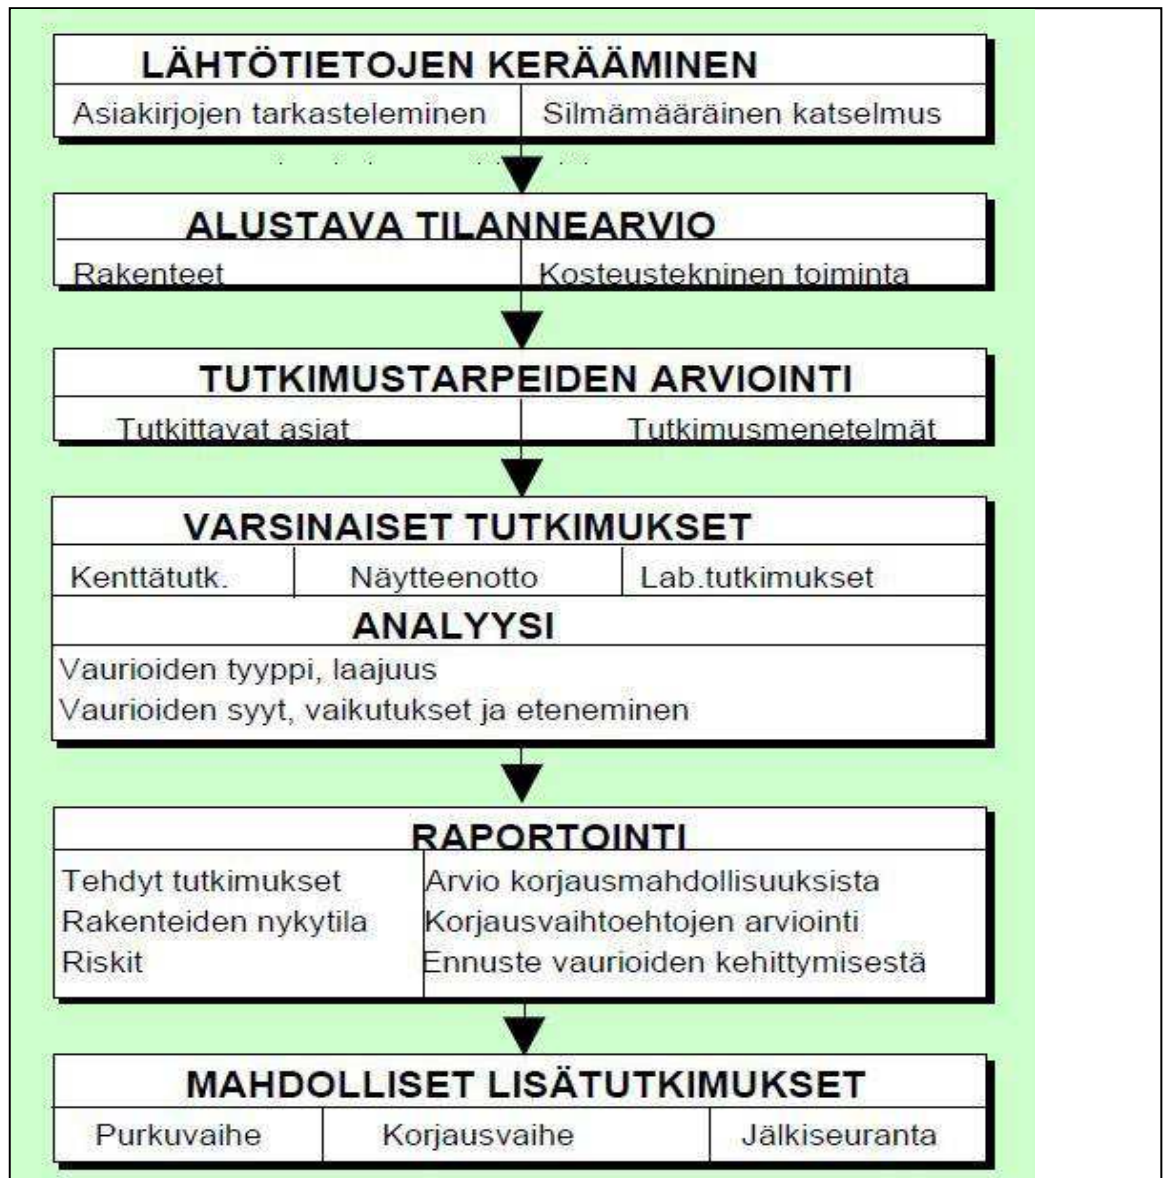 LÄHTÖTIETOJEN KERÄÄMINEN
Asiakirjojen tarkasteleminen Silmämääräinen katselmus
ALUSTAVA TILANNEARVIO
Rakenteet Kosteustekninen toiminta
TUTKIMUSTARPEIDEN ARVIOINTI
Tutkittavat asiat Tutkimusmenetelmät
VARSINAISET TUTKIMUKSET
Kenttätutk. Näytteenotto Lab.tutkimukset
ANALYYSI
Vaurioiden tyyppi, laajuus
Vaurioiden syyt, vaikutukset ja eteneminen
RAPORTOINTI
Tehdyt tutkimukset Arvio korjausmahdollisuuksista
Rakenteiden nykytila Korjausvaihtoehtojen arviointi
Riskit Ennuste vaurioiden kehittymisestä
MAHDOLLISET LISÄTUTKIMUKSET
Purkuvaihe Korjausvaihe Jälkiseuranta